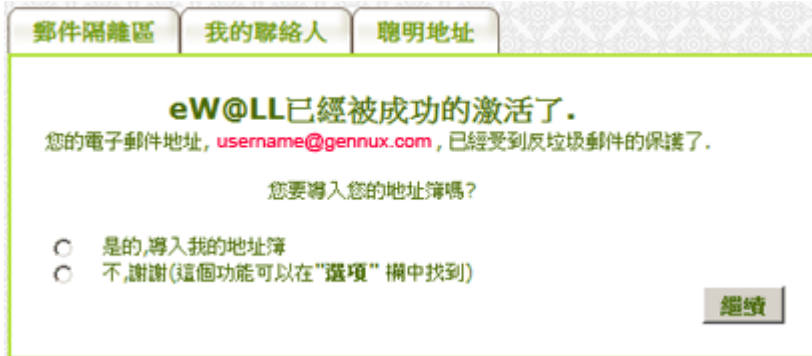 郵件隔離區 我的聯絡人 聰明地址
eW@LL已經被成功的激活了.
您的電子郵件地址, username@gennux.com , 已經受到反垃圾郵件的保護了.
您要導入您的地址簿嗎?
是的,導入我的地址簿
不,謝謝(這個功能可以在"選項" 欄中找到)
繼續